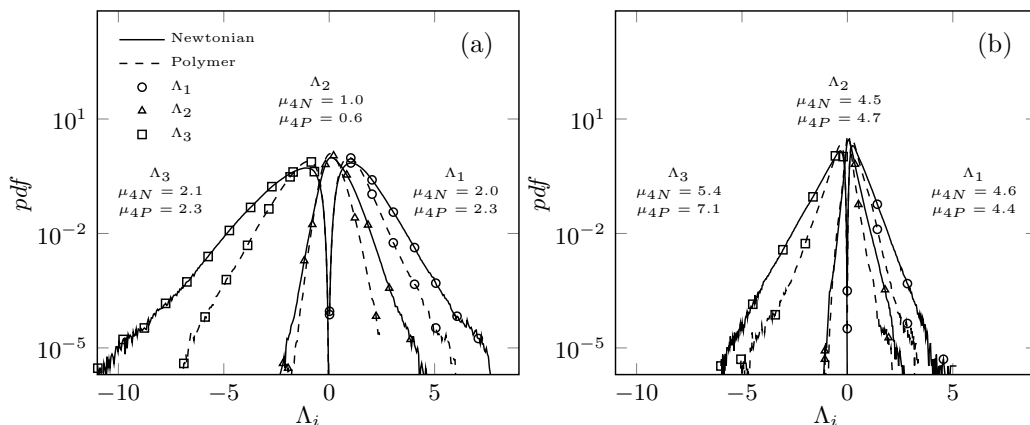 (a)
Newtonian
Polymer
Λ1
Λ2
Λ3
Λ2
μ4N = 1.0
μ4P = 0.6
Λ3
μ4N = 2.1
μ4P = 2.3
Λ1
μ4N = 2.0
μ4P = 2.3
10^1
10^−2
10^−5
pdf
−10
−5
0
5
Λi
(b)
Λ2
μ4N = 4.5
μ4P = 4.7
Λ3
μ4N = 5.4
μ4P = 7.1
Λ1
μ4N = 4.6
μ4P = 4.4
10^1
10^−2
10^−5
pdf
−10
−5
0
5
Λi